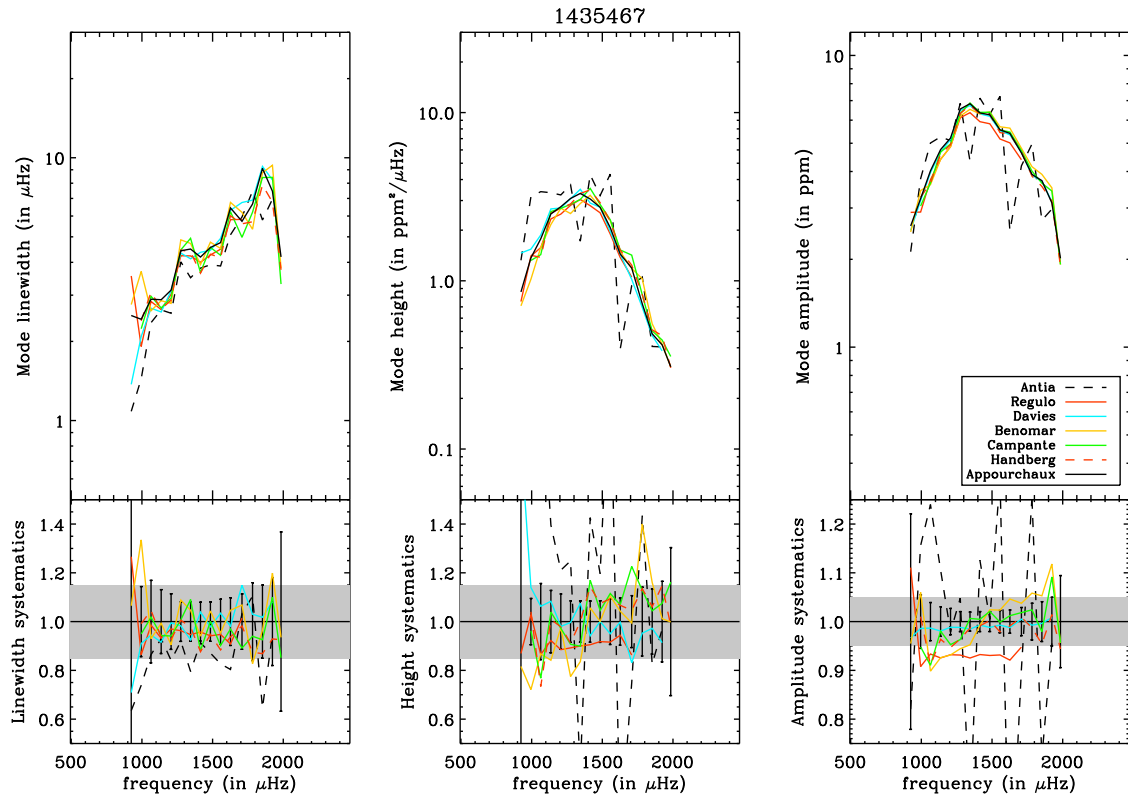 1435467
Mode linewidth (in μHz)
10
1
Mode height (in ppm²/μHz)
10.0
1.0
0.1
Mode amplitude (in ppm)
10
1
Antia
Regulo
Davies
Benomar
Campante
Handberg
Appourchaux
Linewidth systematics
1.4
1.2
1.0
0.8
0.6
500 1000 1500 2000
frequency (in μHz)
Height systematics
1.4
1.2
1.0
0.8
0.6
500 1000 1500 2000
frequency (in μHz)
Amplitude systematics
1.2
1.1
1.0
0.9
0.8
500 1000 1500 2000
frequency (in μHz)